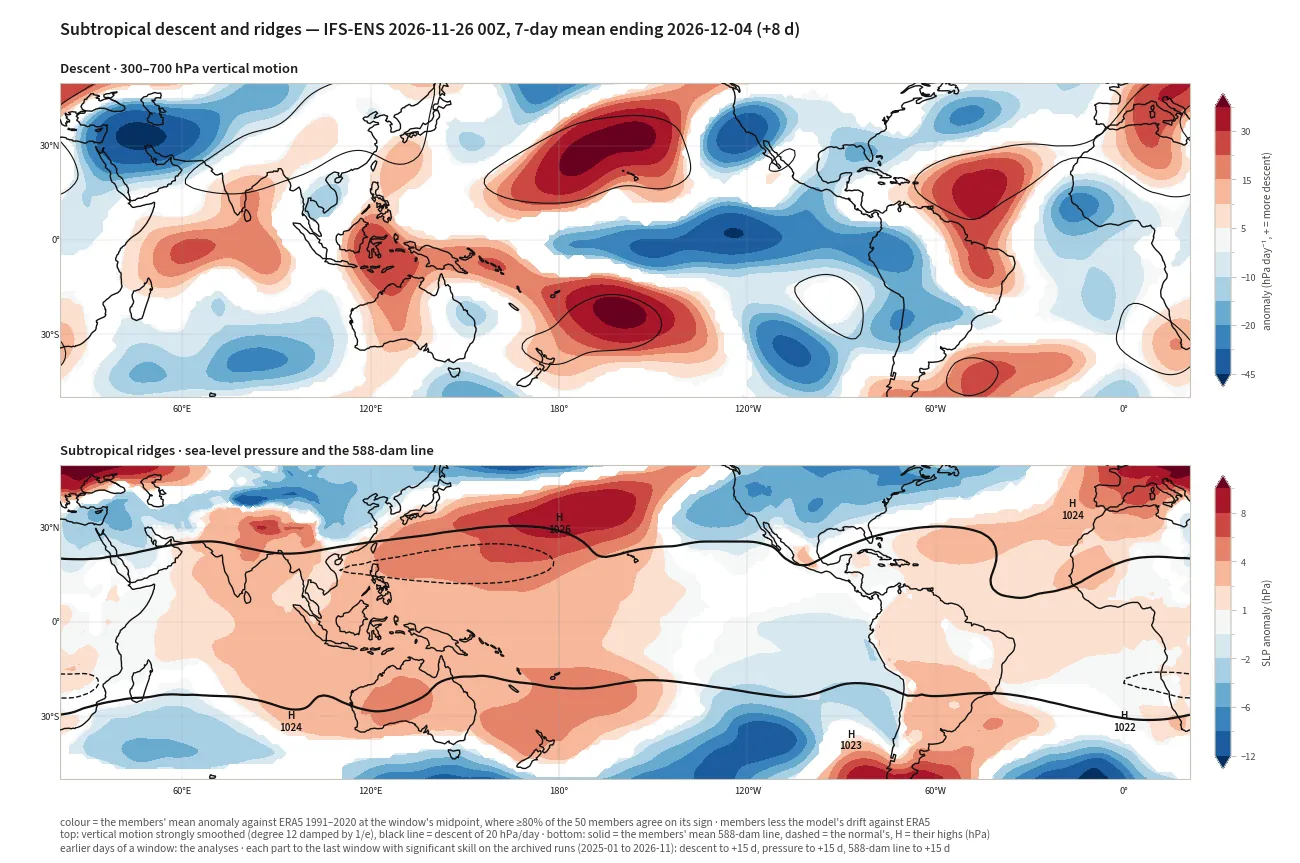 Subtropical descent and ridges — IFS-ENS 2026-11-26 00Z, 7-day mean ending 2026-12-04 (+8 d)
Descent · 300–700 hPa vertical motion
30°N
0°
30°S
60°E
120°E
180°
120°W
60°W
0°
30
15
5
−10
−20
−45
anomaly (hPa day⁻¹, + = more descent)
Subtropical ridges · sea-level pressure and the 588-dam line
H
1026
H
1024
H
1024
H
1023
H
1022
30°N
0°
30°S
60°E
120°E
180°
120°W
60°W
0°
8
4
1
−2
−6
−12
SLP anomaly (hPa)
colour = the members' mean anomaly against ERA5 1991–2020 at the window's midpoint, where ≥80% of the 50 members agree on its sign · members less the model's drift against ERA5
top: vertical motion strongly smoothed (degree 12 damped by 1/e), black line = descent of 20 hPa/day · bottom: solid = the members' mean 588-dam line, dashed = the normal's, H = their highs (hPa)
earlier days of a window: the analyses · each part to the last window with significant skill on the archived runs (2025-01 to 2026-11): descent to +15 d, pressure to +15 d, 588-dam line to +15 d